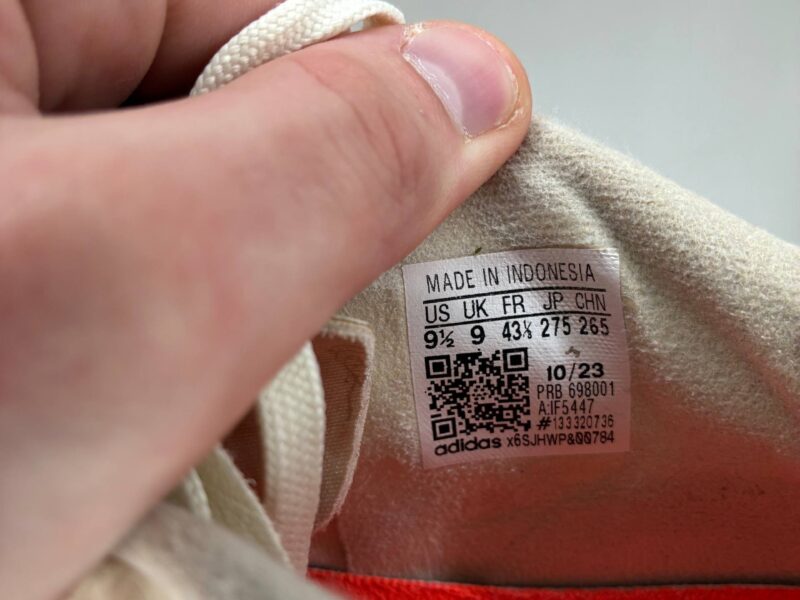 MADE IN INDONESIA
US UK FR JP CHN
9½ 9 43⅓ 275 265
10/23
PRB 698001
A:IF5447
#133320736
adidas x6SJHWP&00784